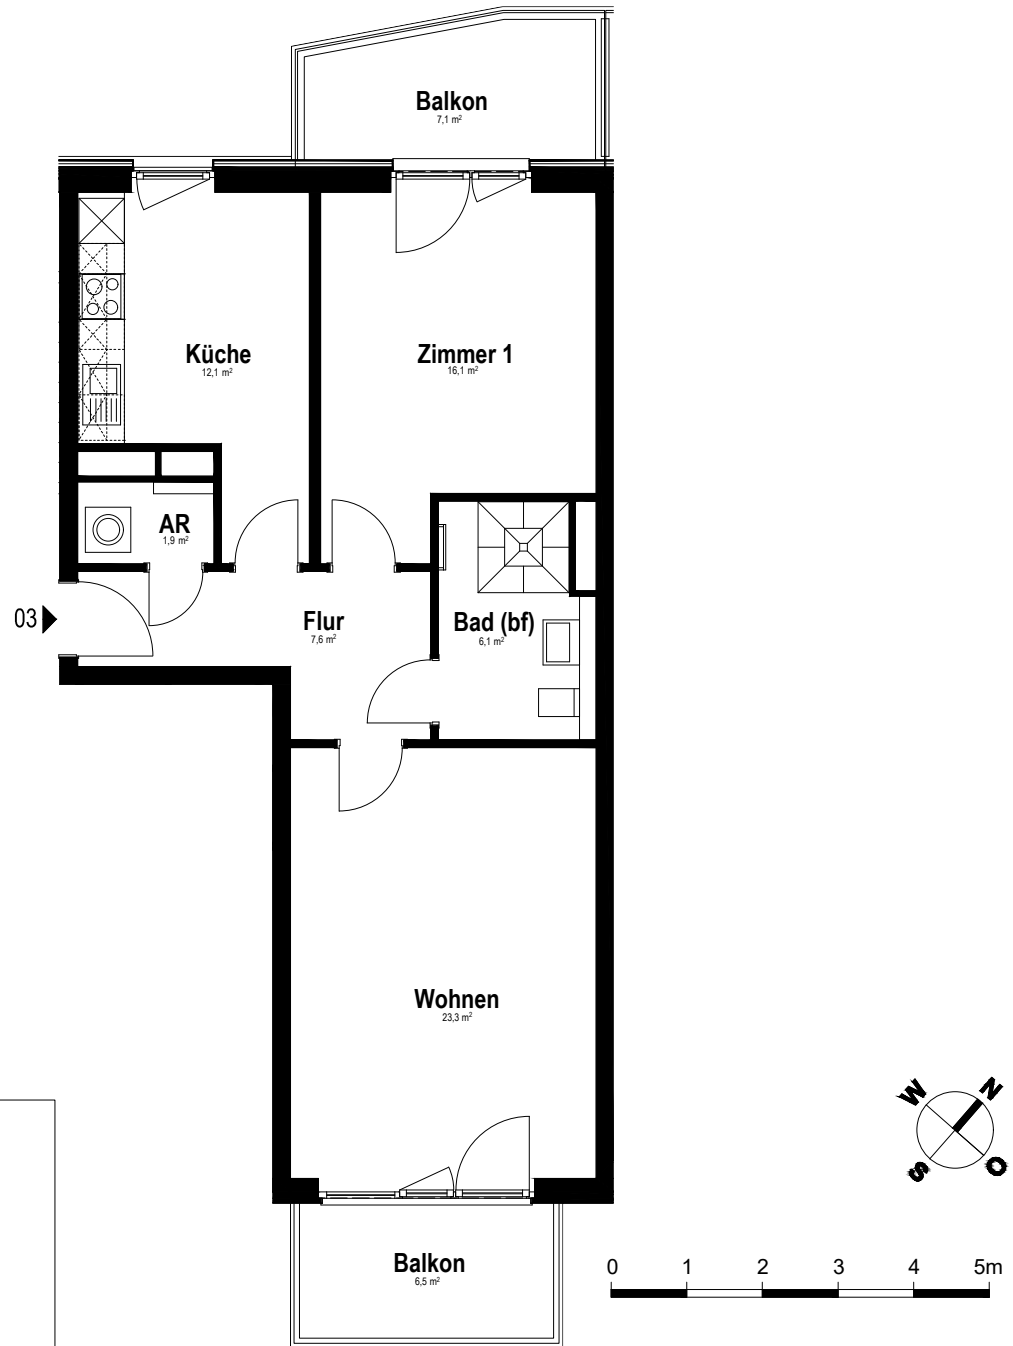 Balkon
7,1 m²
Küche
12,1 m²
Zimmer 1
16,1 m²
AR
1,9 m²
03
Flur
7,6 m²
Bad (bf)
6,1 m²
Wohnen
23,3 m²
W N
S O
Balkon
6,5 m²
0 1 2 3 4 5m